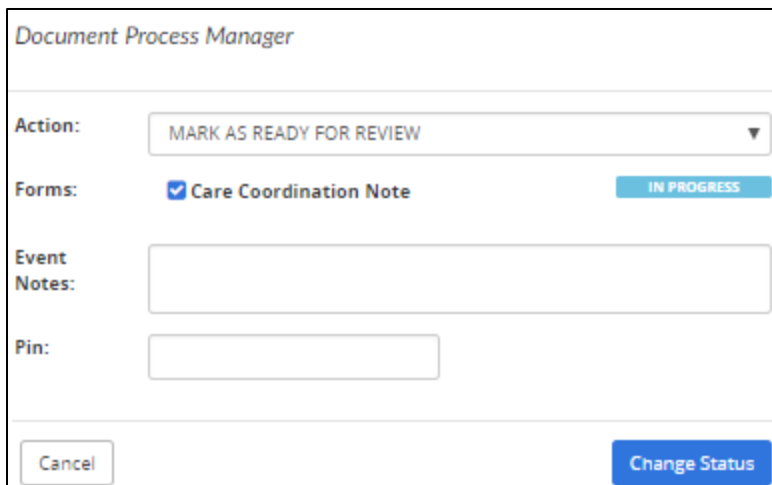 Document Process Manager
Action:
MARK AS READY FOR REVIEW
Forms:
Care Coordination Note
IN PROGRESS
Event
Notes:
Pin:
Cancel
Change Status